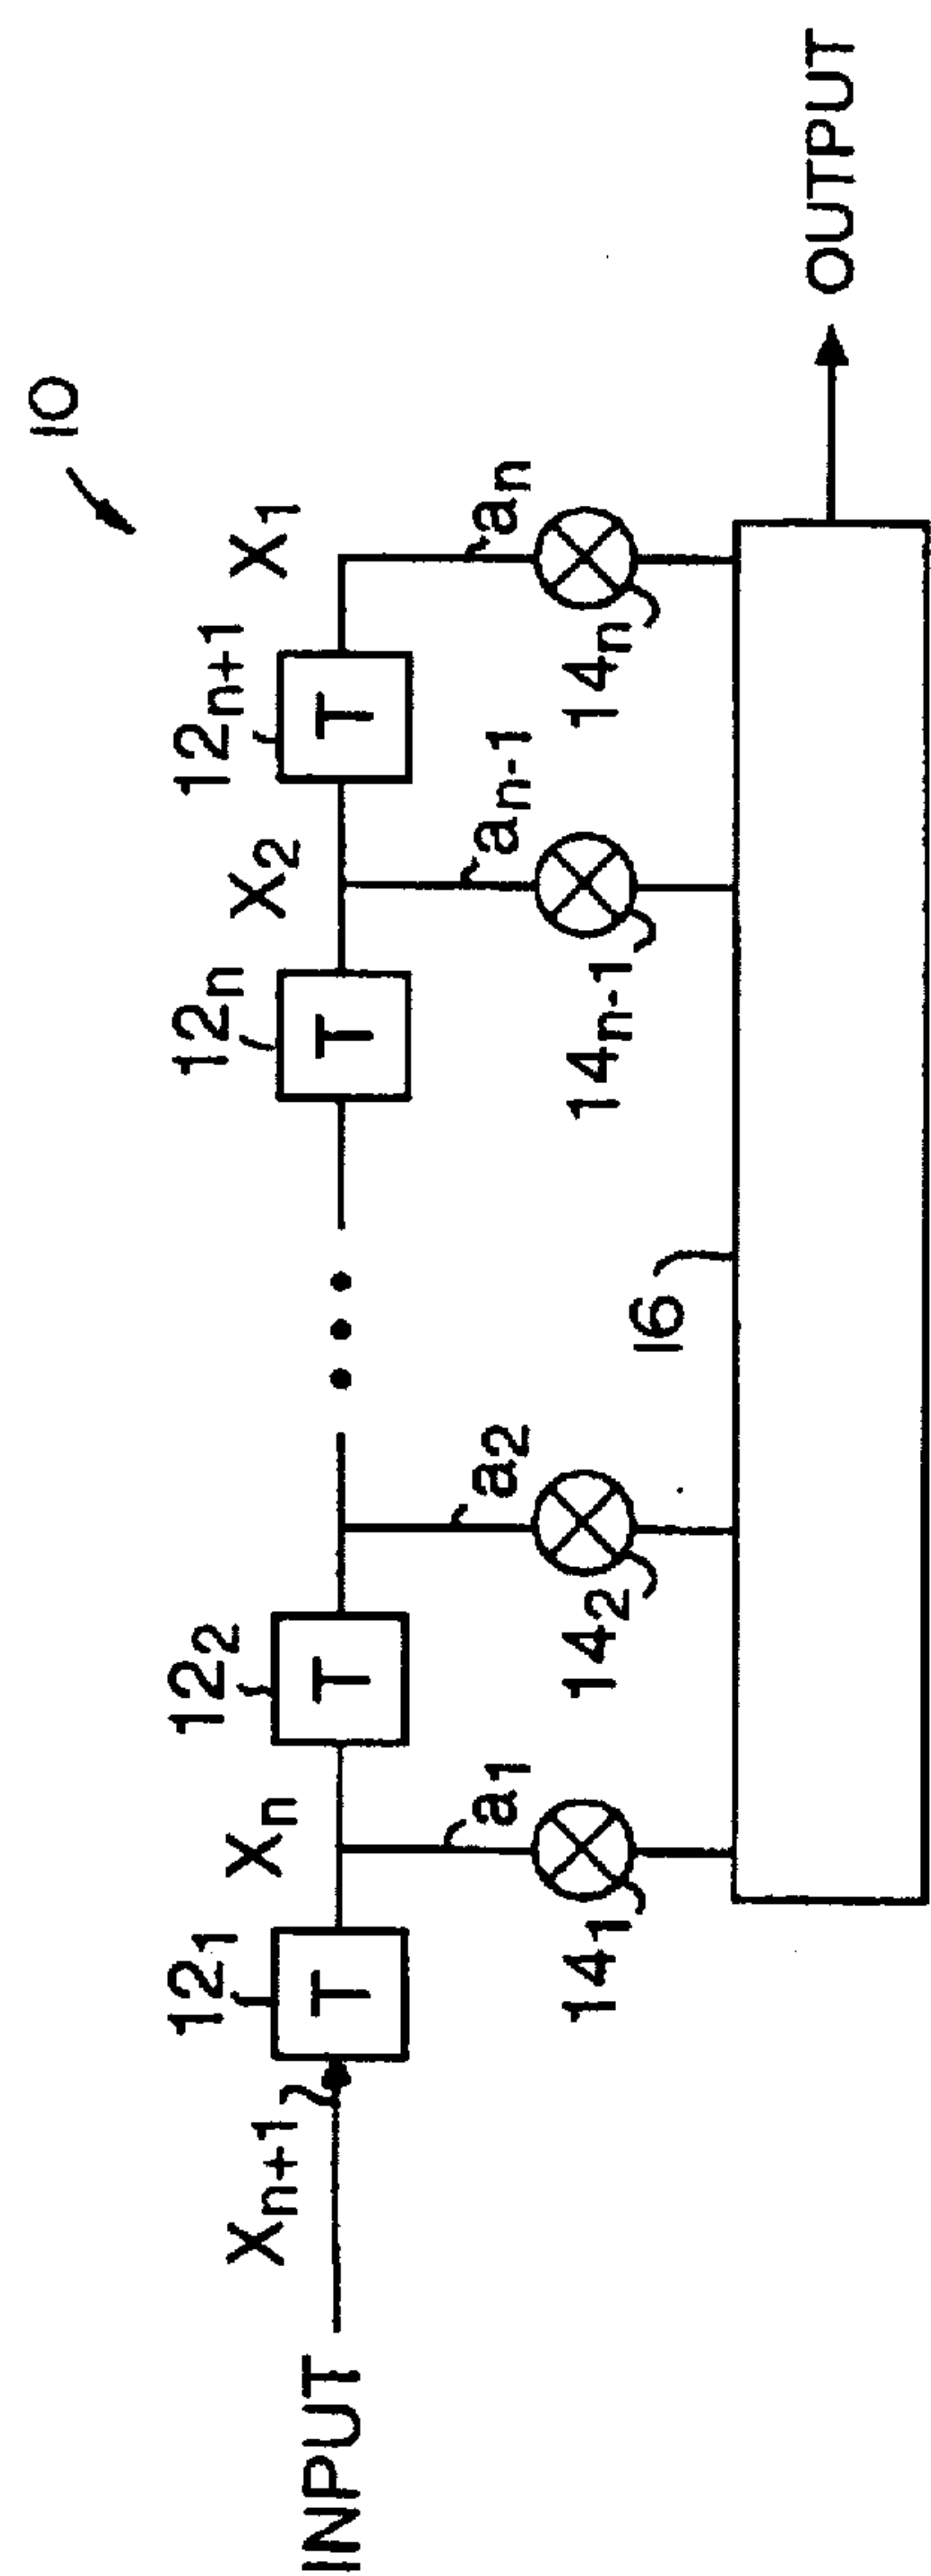 10
12₁ 12₂ 12ₙ 12ₙ₊₁
Xₙ₊₁ Xₙ X₂ X₁
INPUT T T T T
a₁ a₂ aₙ₋₁ aₙ
14₁ 14₂ 14ₙ₋₁ 14ₙ
16
OUTPUT